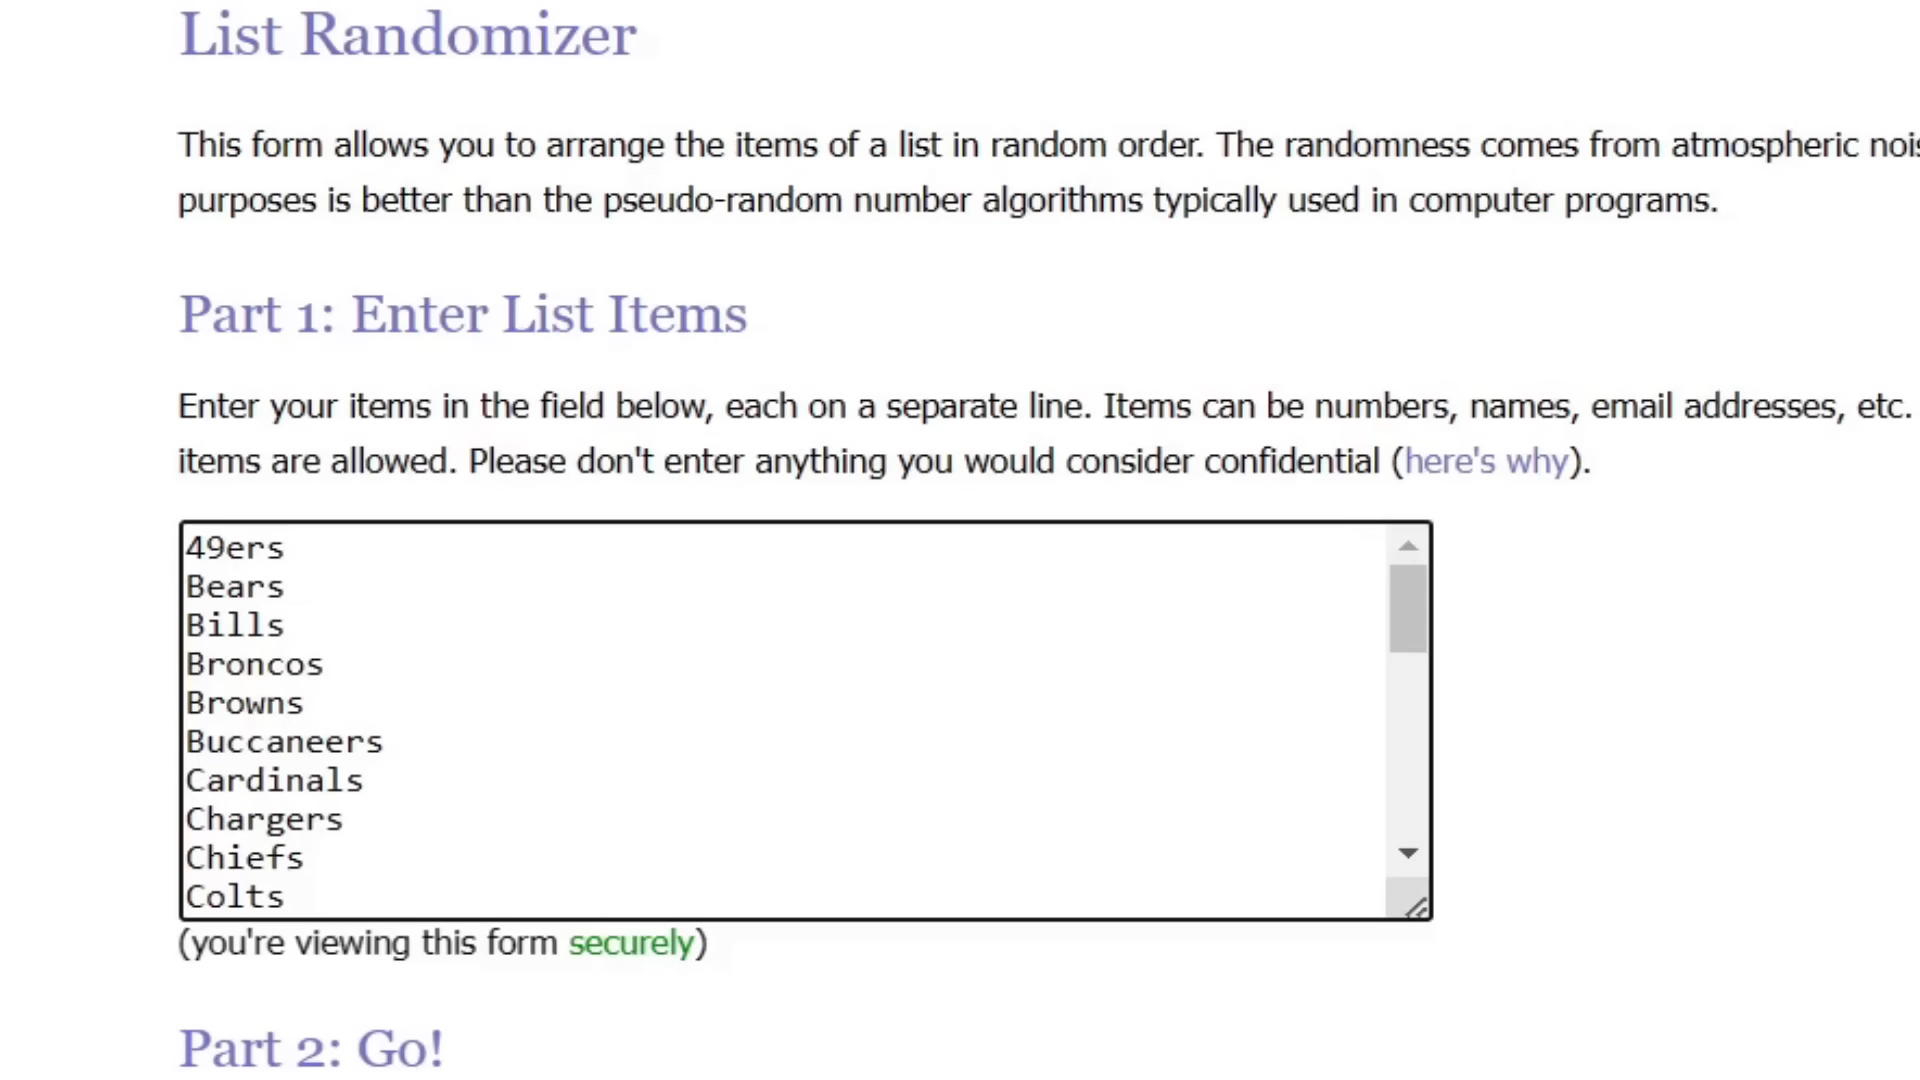 List Randomizer
This form allows you to arrange the items of a list in random order. The randomness comes from atmospheric
purposes is better than the pseudo-random number algorithms typically used in computer programs.
Part 1: Enter List Items
Enter your items in the field below, each on a separate line. Items can be numbers, names, email addresses, etc.
items are allowed. Please don't enter anything you would consider confidential (here's why).
49ers
Bears
Bills
Broncos
Browns
Buccaneers
Cardinals
Chargers
Chiefs
Colts
(you're viewing this form securely)
Part 2: Go!